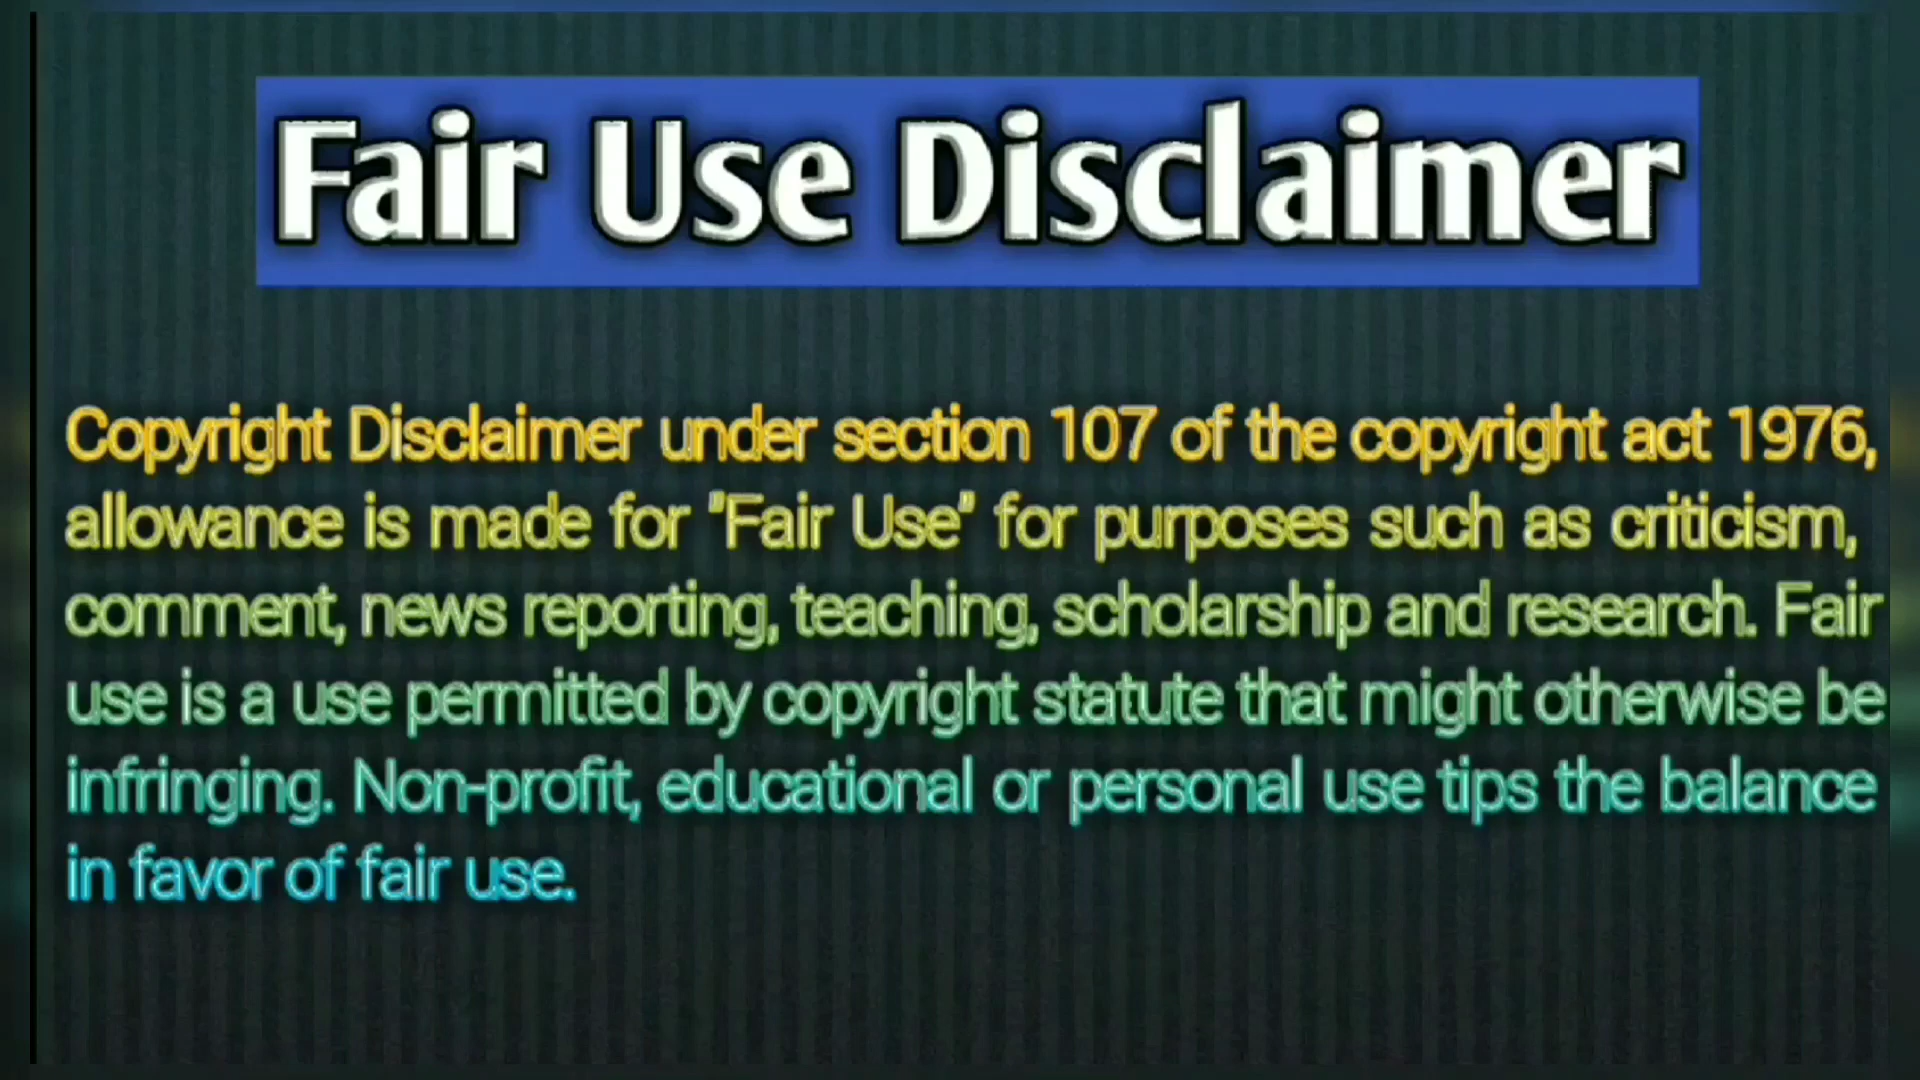 Fair Use Disclaimer
Copyright Disclaimer under section 107 of the copyright act 1976,
allowance is made for "Fair Use" for purposes such as criticism,
comment, news reporting, teaching, scholarship and research. Fair
use is a use permitted by copyright statute that might otherwise be
infringing. Non-profit, educational or personal use tips the balance
in favor of fair use.